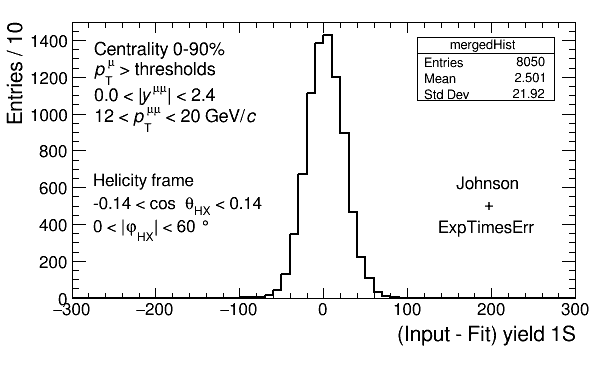 Entries / 10
1400
1200
1000
800
600
400
200
0
−300
−200
−100
0
100
200
300
(Input - Fit) yield 1S
Centrality 0-90%
p_T^μ > thresholds
0.0 < |y^μμ| < 2.4
12 < p_T^μμ < 20 GeV/c
Helicity frame
-0.14 < cos θ_HX < 0.14
0 < |φ_HX| < 60 °
mergedHist
Entries 8050
Mean 2.501
Std Dev 21.92
Johnson
+
ExpTimesErr